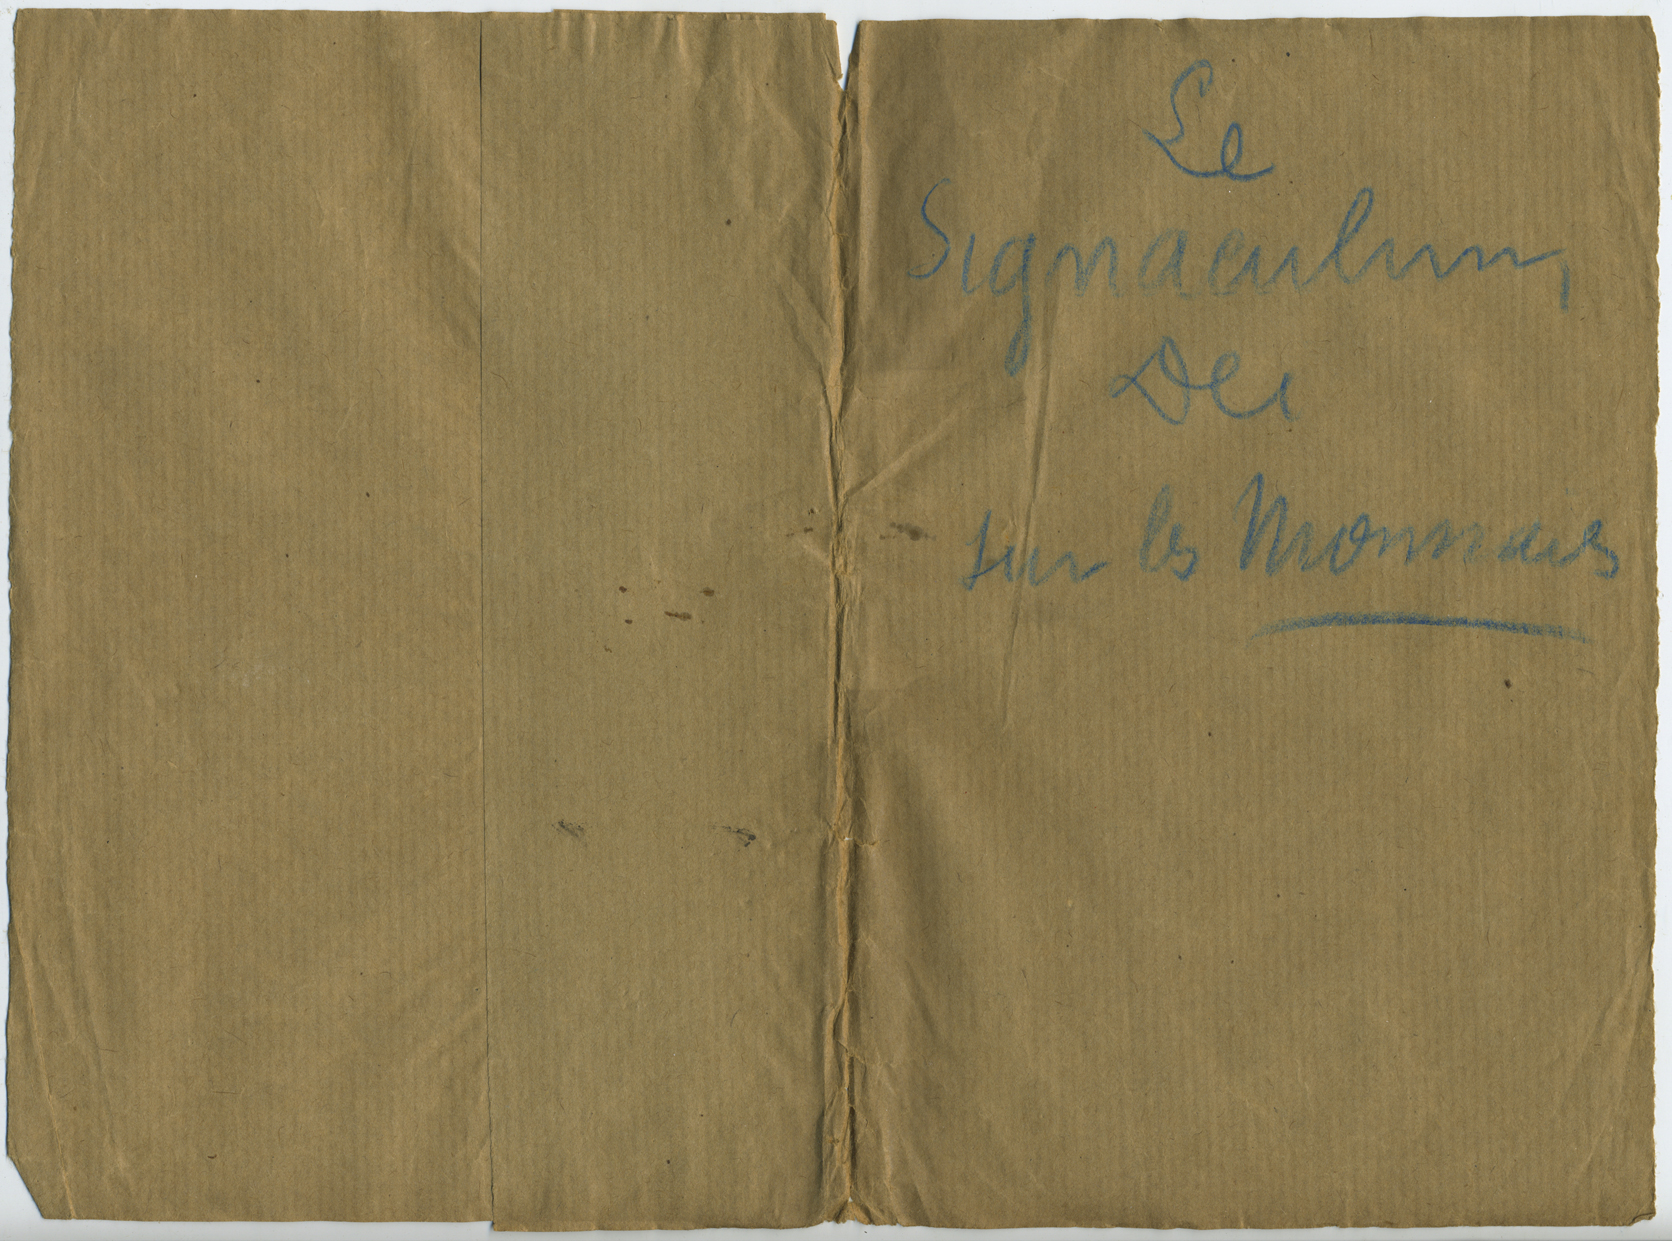 Le
Signaculum,
Dei
sur les Monnaies